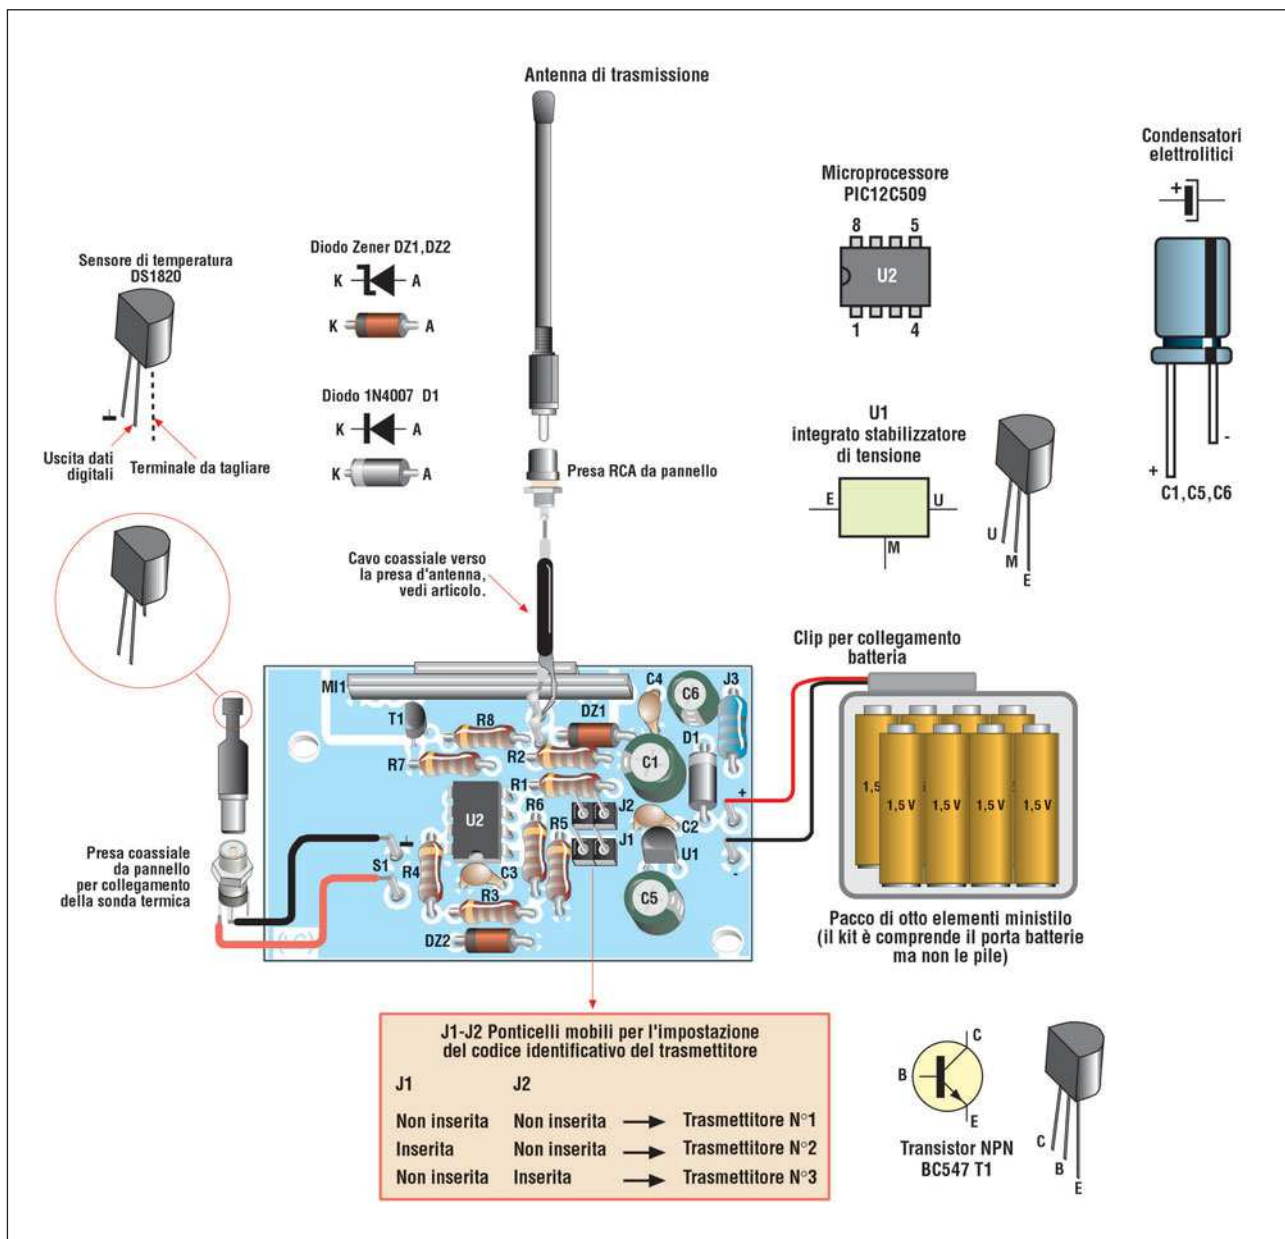 Antenna di trasmissione
Condensatori
elettrolitici
+
Microprocessore
PIC12C509
8 5
U2
1 4
Sensore di temperatura
DS1820
Diodo Zener DZ1,DZ2
K A
K A
Uscita dati
digitali
Terminale da tagliare
Diodo 1N4007 D1
K A
K A
Presa RCA da pannello
U1
integrato stabilizzatore
di tensione
E U
M
U
M
E
+
-
C1,C5,C6
Cavo coassiale verso
la presa d'antenna,
vedi articolo.
Clip per collegamento
batteria
MI1
C4
C6
J3
T1
R8
DZ1
D1
R2
C1
R7
R1
+
R6
J2
U2
R5
J1
C2
U1
-
S1
R4
C3
R3
C5
DZ2
1,5
1,5 V
1,5 V
1,5 V
1,5 V
Presa coassiale
da pannello
per collegamento
della sonda termica
Pacco di otto elementi ministilo
(il kit è comprende il porta batterie
ma non le pile)
J1-J2 Ponticelli mobili per l'impostazione
del codice identificativo del trasmettitore
J1 J2
Non inserita Non inserita Trasmettitore N°1
Inserita Non inserita Trasmettitore N°2
Non inserita Inserita Trasmettitore N°3
C
B
E
Transistor NPN
BC547 T1
C
B
E